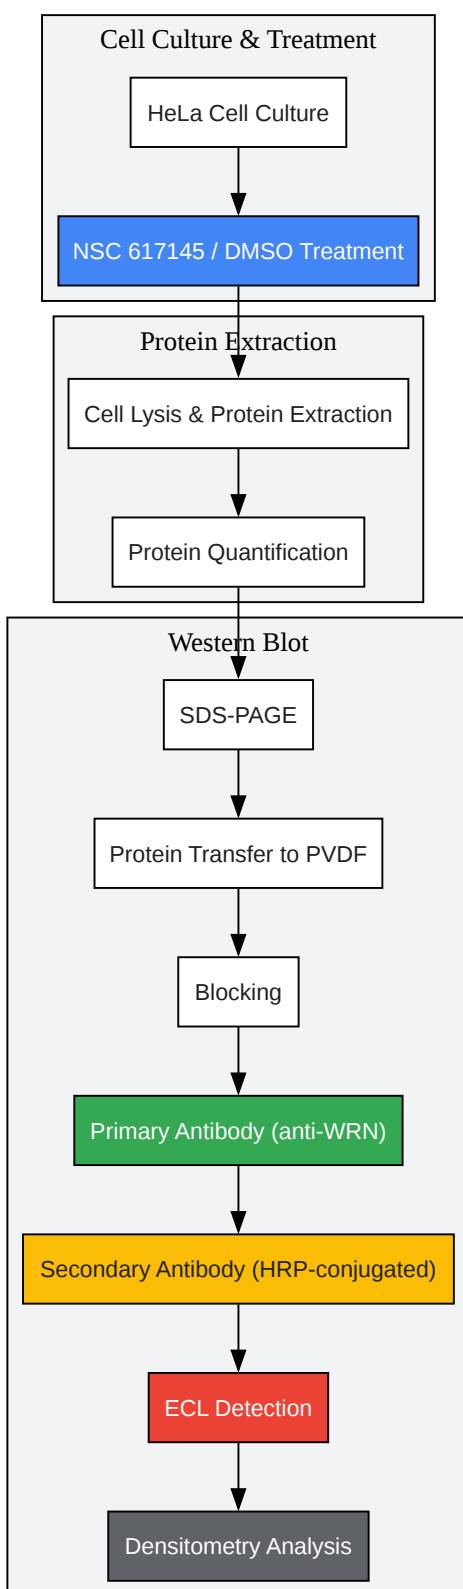 Cell Culture & Treatment
HeLa Cell Culture
NSC 617145 / DMSO Treatment
Protein Extraction
Cell Lysis & Protein Extraction
Protein Quantification
Western Blot
SDS-PAGE
Protein Transfer to PVDF
Blocking
Primary Antibody (anti-WRN)
Secondary Antibody (HRP-conjugated)
ECL Detection
Densitometry Analysis